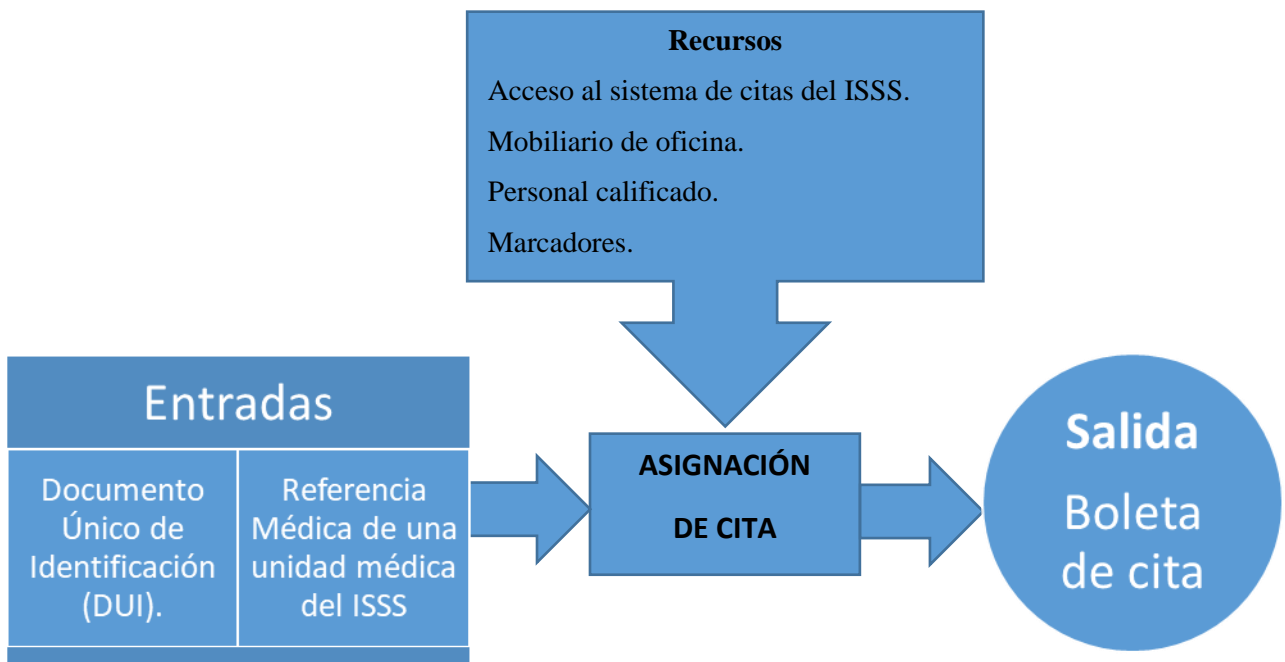 Recursos
Acceso al sistema de citas del ISSS.
Mobiliario de oficina.
Personal calificado.
Marcadores.
Entradas
Documento
Único de
Identificación
(DUI).
Referencia
Médica de una
unidad médica
del ISSS
ASIGNACIÓN
DE CITA
Salida
Boleta
de cita